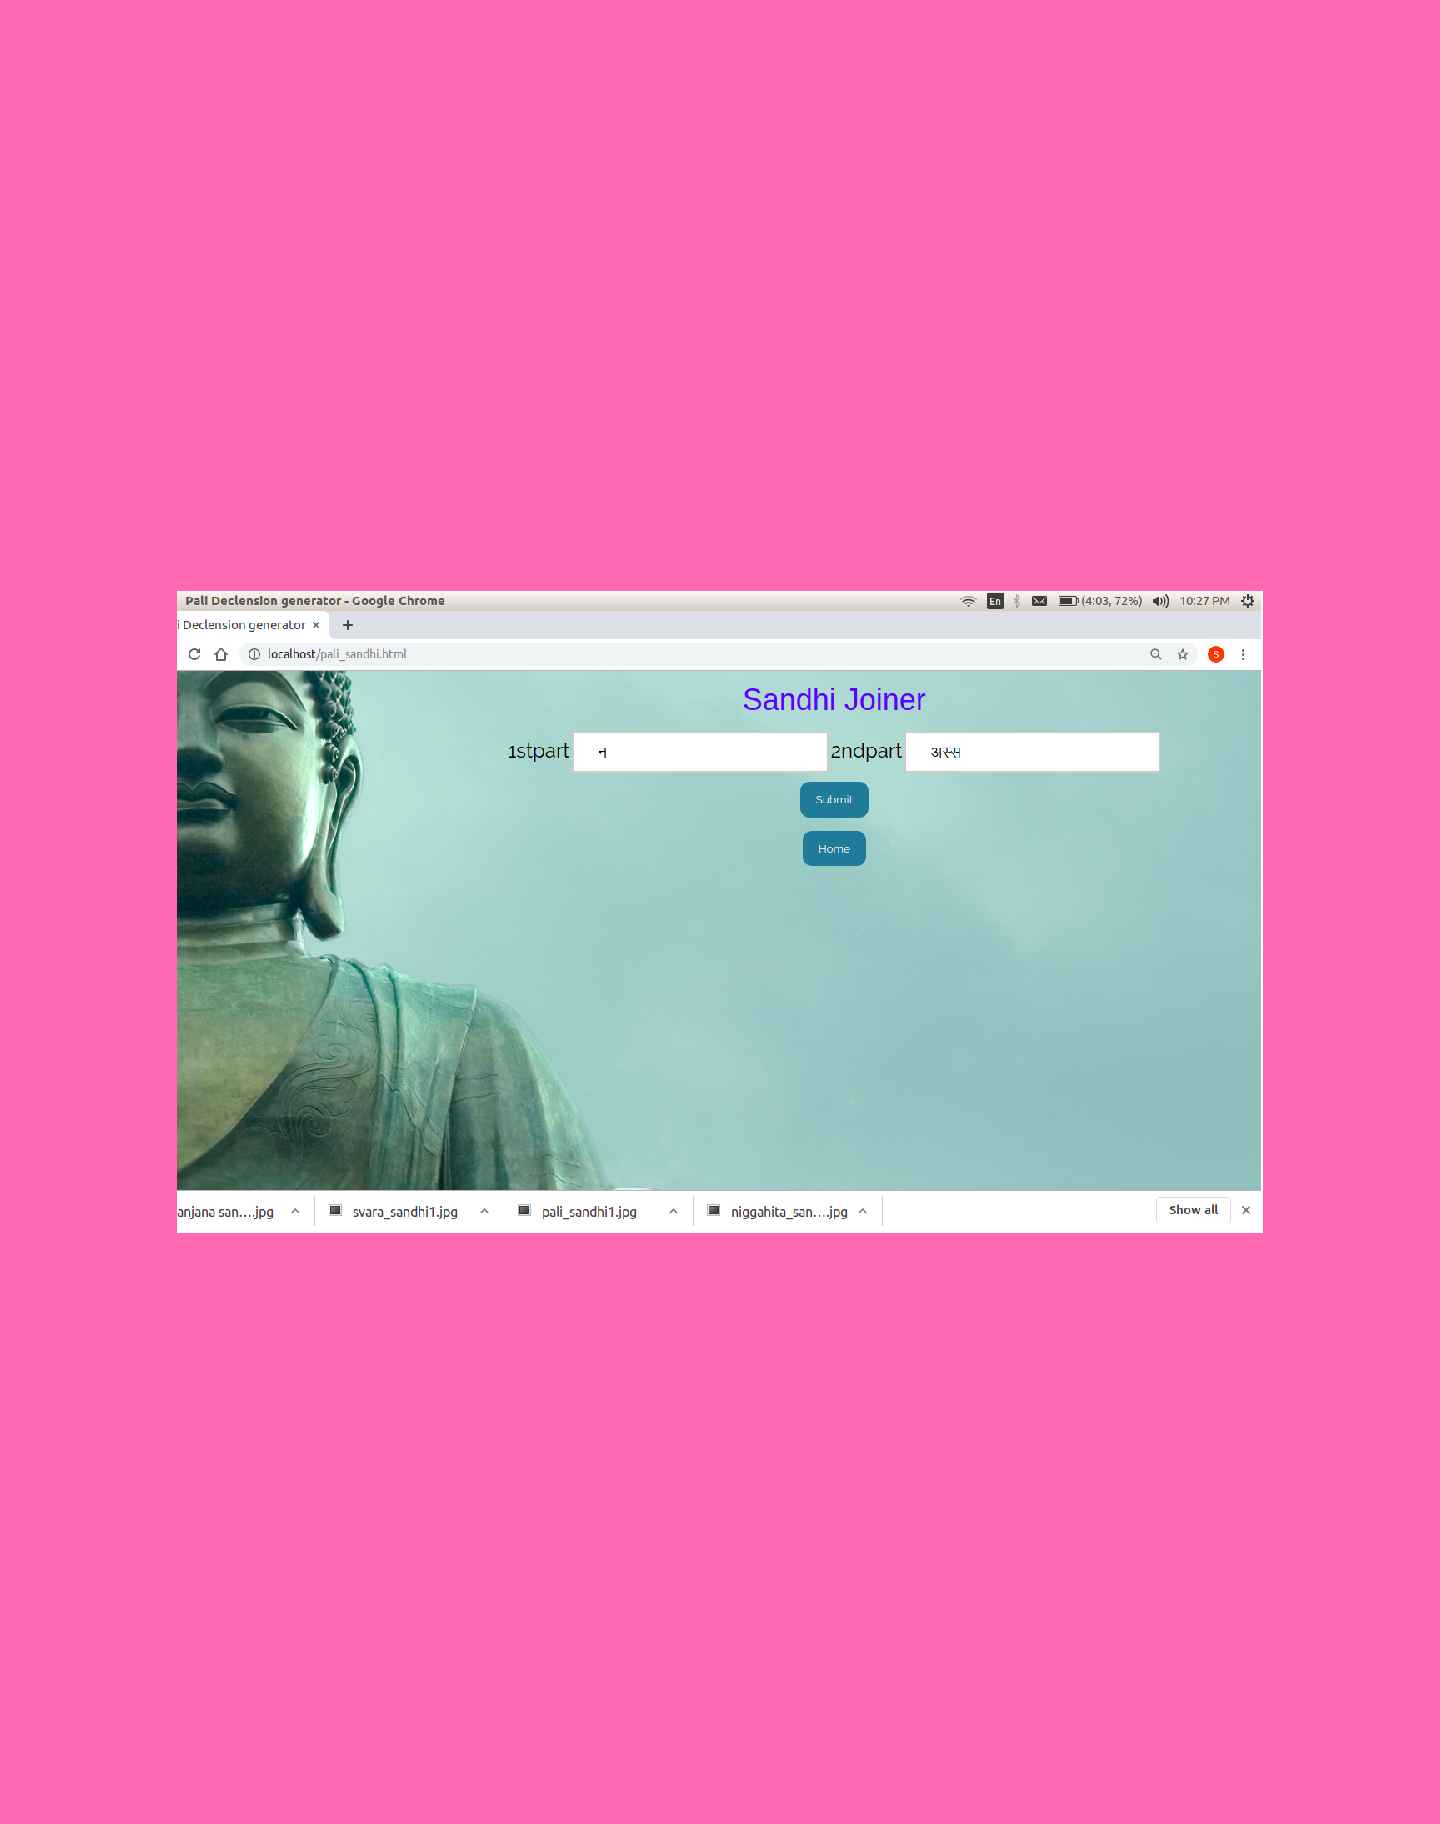 Pali Declension generator - Google Chrome
En (4:03, 72%) 10:27 PM
i Declension generator × +
localhost/pali_sandhi.html S
Sandhi Joiner
1stpart न 2ndpart अस्स
Submit
Home
anjana san....jpg svara_sandhi1.jpg pali_sandhi1.jpg niggahita_san....jpg Show all ×